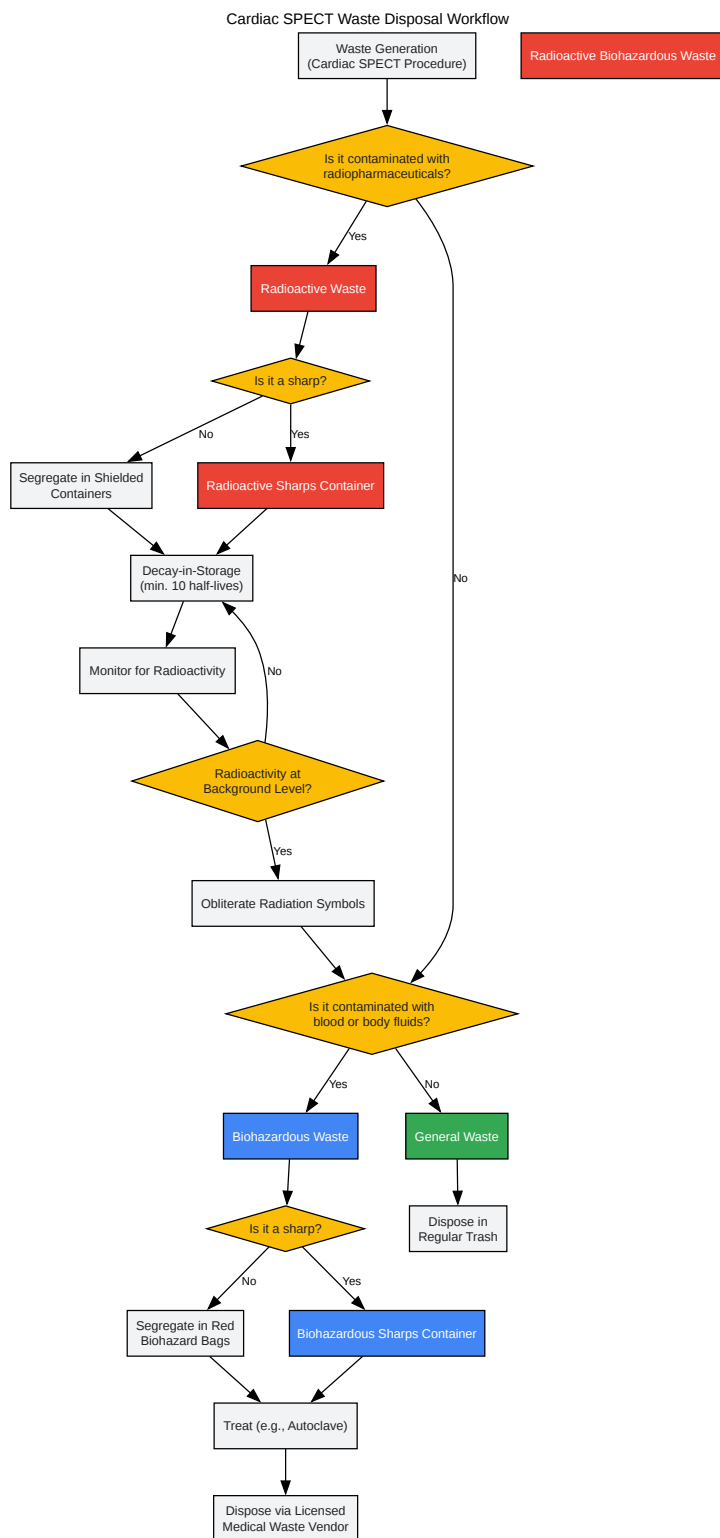 Cardiac SPECT Waste Disposal Workflow
Waste Generation
(Cardiac SPECT Procedure)
Radioactive Biohazardous Waste
Is it contaminated with
radiopharmaceuticals?
Yes
Radioactive Waste
Is it a sharp?
No
Yes
Segregate in Shielded
Containers
Radioactive Sharps Container
Decay-in-Storage
(min. 10 half-lives)
No
Monitor for Radioactivity
No
Radioactivity at
Background Level?
Yes
Obliterate Radiation Symbols
Is it contaminated with
blood or body fluids?
Yes
No
Biohazardous Waste
General Waste
Is it a sharp?
Dispose in
Regular Trash
No
Yes
Segregate in Red
Biohazard Bags
Biohazardous Sharps Container
Treat (e.g., Autoclave)
Dispose via Licensed
Medical Waste Vendor